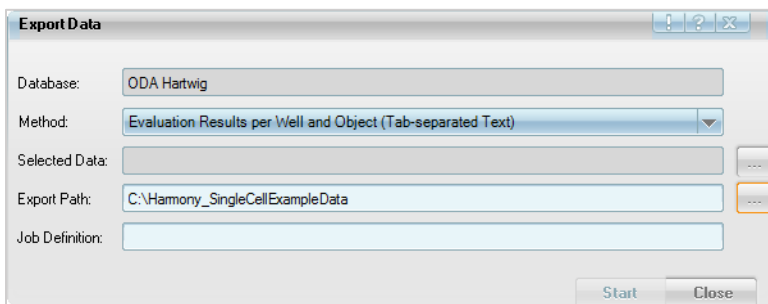 Export Data
Database: ODA Hartwig
Method: Evaluation Results per Well and Object (Tab-separated Text)
Selected Data: ...
Export Path: C:\Harmony_SingleCellExampleData ...
Job Definition:
Start Close